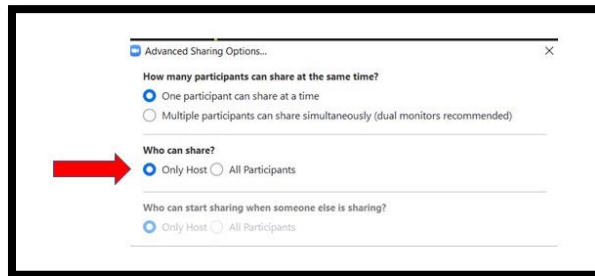 Advanced Sharing Options...
How many participants can share at the same time?
One participant can share at a time
Multiple participants can share simultaneously (dual monitors recommended)
Who can share?
Only Host All Participants
Who can start sharing when someone else is sharing?
Only Host All Participants